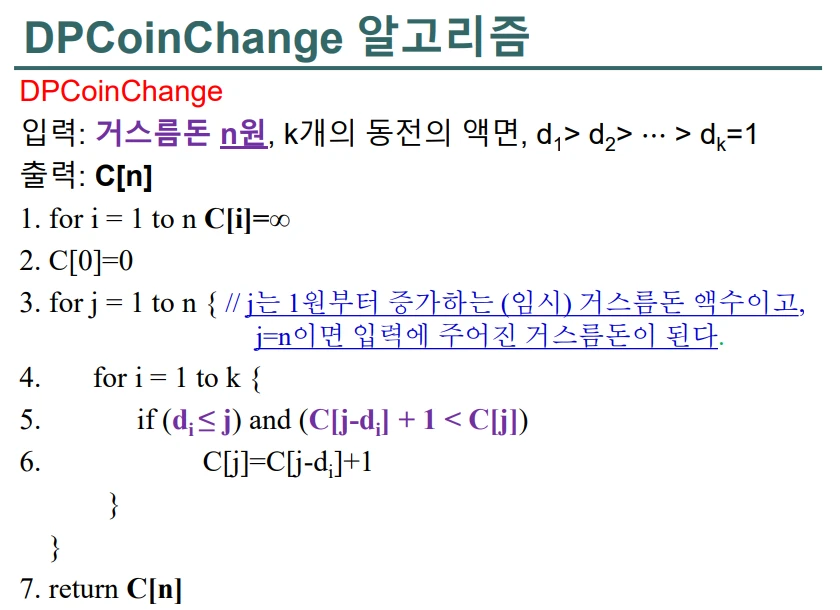 DPCoinChange 알고리즘
DPCoinChange
입력: 거스름돈 n원, k개의 동전의 액면, d₁> d₂> ⋯ > dₖ=1
출력: C[n]
1. for i = 1 to n C[i]=∞
2. C[0]=0
3. for j = 1 to n { // j는 1원부터 증가하는 (임시) 거스름돈 액수이고,
j=n이면 입력에 주어진 거스름돈이 된다.
4. for i = 1 to k {
5. if (dᵢ ≤ j) and (C[j-dᵢ] + 1 < C[j])
6. C[j]=C[j-dᵢ]+1
}
}
7. return C[n]